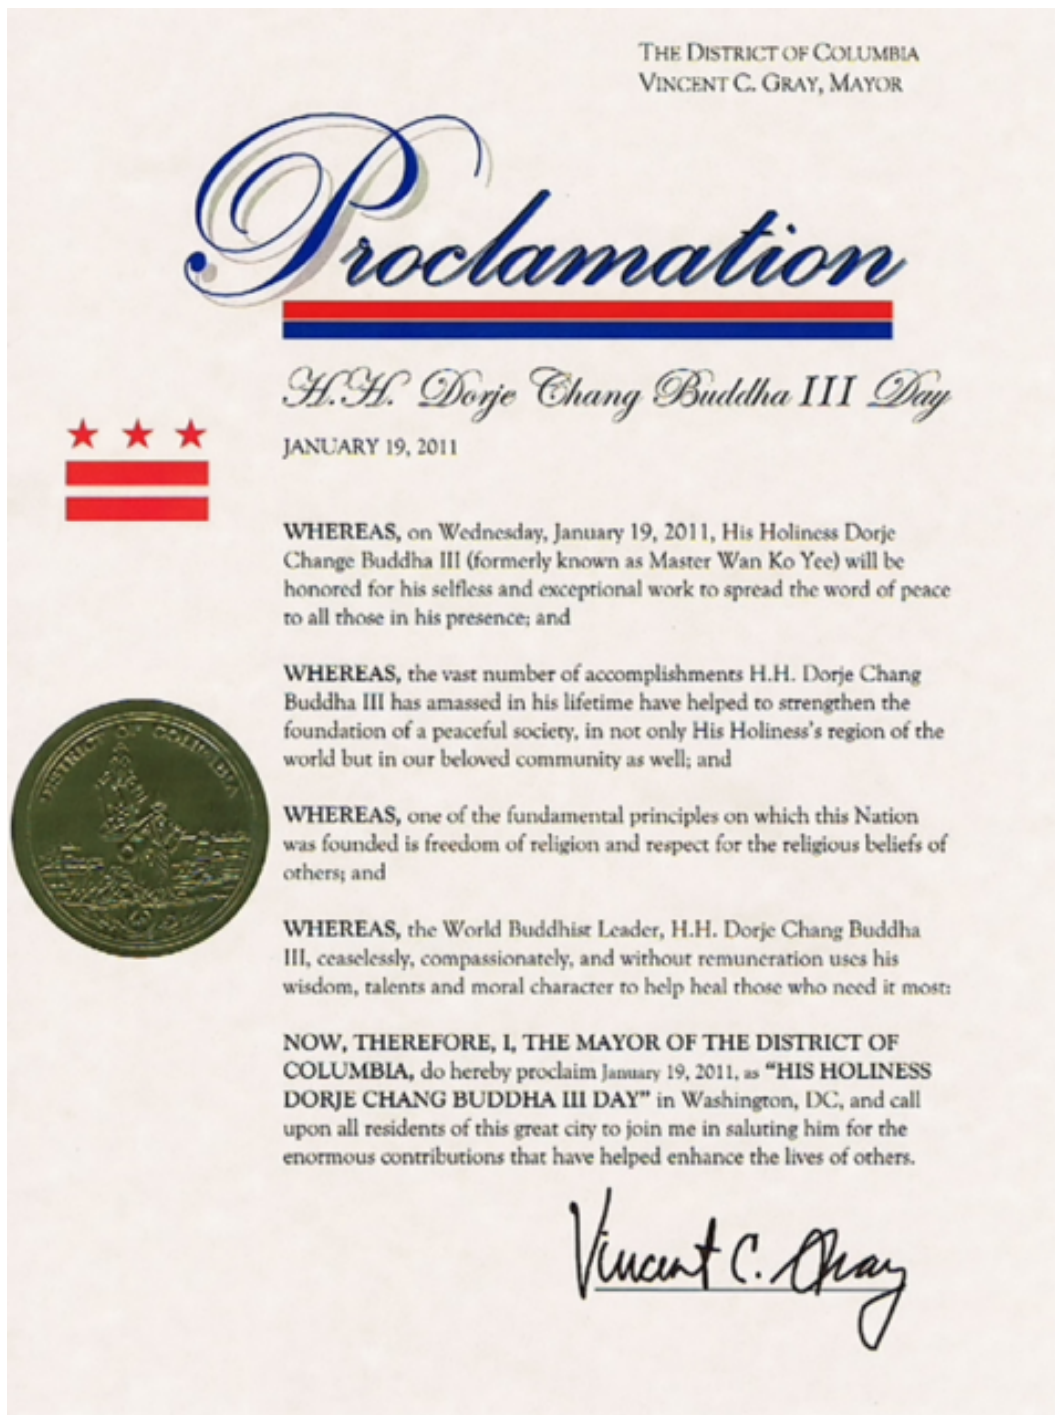 THE DISTRICT OF COLUMBIA
VINCENT C. GRAY, MAYOR
Proclamation
H.H. Dorje Chang Buddha III Day
JANUARY 19, 2011
WHEREAS, on Wednesday, January 19, 2011, His Holiness Dorje
Change Buddha III (formerly known as Master Wan Ko Yee) will be
honored for his selfless and exceptional work to spread the word of peace
to all those in his presence; and
WHEREAS, the vast number of accomplishments H.H. Dorje Chang
Buddha III has amassed in his lifetime have helped to strengthen the
foundation of a peaceful society, in not only His Holiness's region of the
world but in our beloved community as well; and
DISTRICT OF COLUMBIA
WHEREAS, one of the fundamental principles on which this Nation
was founded is freedom of religion and respect for the religious beliefs of
others; and
WHEREAS, the World Buddhist Leader, H.H. Dorje Chang Buddha
III, ceaselessly, compassionately, and without remuneration uses his
wisdom, talents and moral character to help heal those who need it most:
NOW, THEREFORE, I, THE MAYOR OF THE DISTRICT OF
COLUMBIA, do hereby proclaim January 19, 2011, as “HIS HOLINESS
DORJE CHANG BUDDHA III DAY” in Washington, DC, and call
upon all residents of this great city to join me in saluting him for the
enormous contributions that have helped enhance the lives of others.
Vincent C. Gray